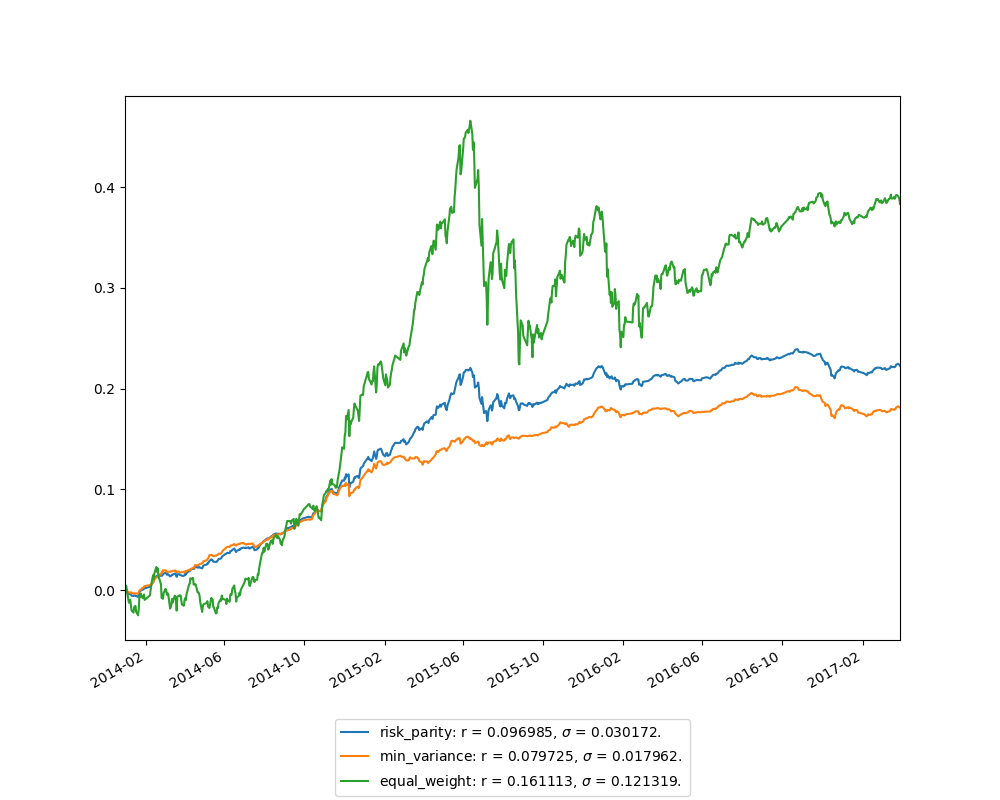 0.4
0.3
0.2
0.1
0.0
2014-02 2014-06 2014-10 2015-02 2015-06 2015-10 2016-02 2016-06 2016-10 2017-02
risk_parity: r = 0.096985, σ = 0.030172.
min_variance: r = 0.079725, σ = 0.017962.
equal_weight: r = 0.161113, σ = 0.121319.